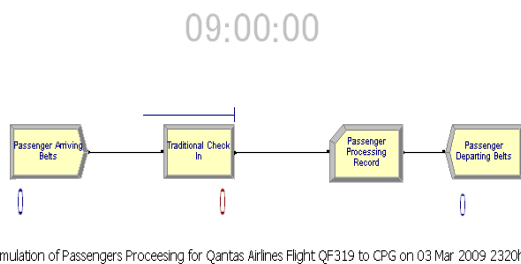 09:00:00
Passenger Arriving
Belts
Traditional Check
In
Passenger
Processing
Record
Passenger
Departing Belts
0
0
0
mulation of Passengers Proceesing for Qantas Airlines Flight QF319 to CPG on 03 Mar 2009 2320h